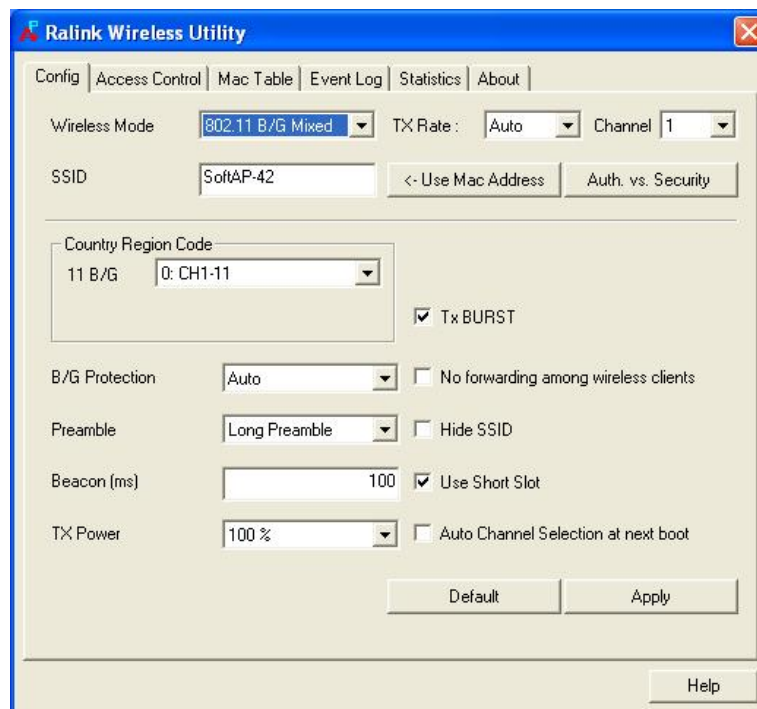 Ralink Wireless Utility
Config Access Control Mac Table Event Log Statistics About
Wireless Mode 802.11 B/G Mixed TX Rate : Auto Channel 1
SSID SoftAP-42 <- Use Mac Address Auth. vs. Security
Country Region Code
11 B/G 0: CH1-11
Tx BURST
B/G Protection Auto No forwarding among wireless clients
Preamble Long Preamble Hide SSID
Beacon (ms) 100 Use Short Slot
TX Power 100 % Auto Channel Selection at next boot
Default Apply
Help